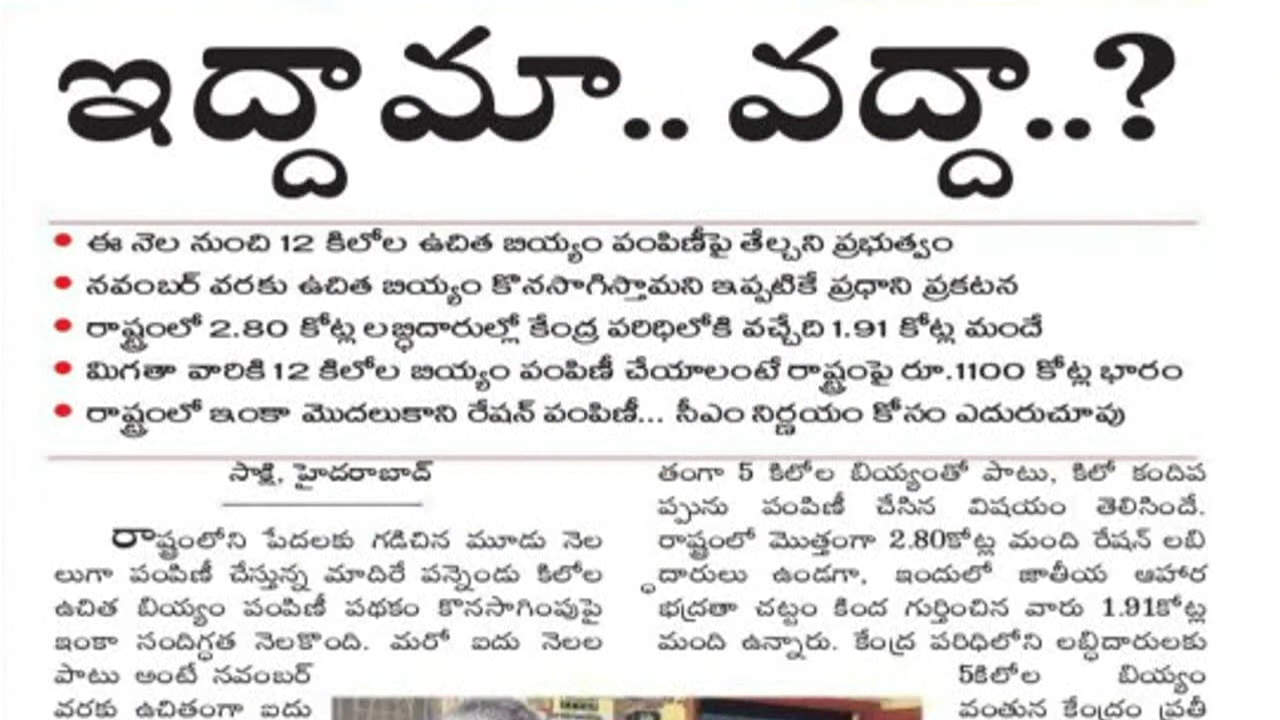 ఇద్దామా.. వద్దా..?
• ఈ నెల నుంచి 12 కిలోల ఉచిత బియ్యం పంపిణీపై తేల్చని ప్రభుత్వం
• నవంబర్ వరకు ఉచిత బియ్యం కొనసాగిస్తామని ఇప్పటికే ప్రధాని ప్రకటన
• రాష్ట్రంలో 2.80 కోట్ల లబ్ధిదారుల్లో కేంద్ర పరిధిలోకి వచ్చేది 1.91 కోట్ల మందే
• మిగతా వారికి 12 కిలోల బియ్యం పంపిణీ చేయాలంటే రాష్ట్రంపై రూ.1100 కోట్ల భారం
• రాష్ట్రంలో ఇంకా మొదలుకాని రేషన్ పంపిణీ... సీఎం నిర్ణయం కోసం ఎదురుచూపు
సాక్షి, హైదరాబాద్
రాష్ట్రంలోని పేదలకు గడిచిన మూడు నెల
లుగా పంపిణీ చేస్తున్న మాదిరే పన్నెండు కిలోల
ఉచిత బియ్యం పంపిణీ పథకం కొనసాగింపుపై
ఇంకా సందిగ్ధత నెలకొంది. మరో ఐదు నెలల
పాటు అంటే నవంబర్
వరకు ఉచితంగా ఐదు
తంగా 5 కిలోల బియ్యంతో పాటు, కిలో కందిప
ప్పును పంపిణీ చేసిన విషయం తెలిసిందే.
రాష్ట్రంలో మొత్తంగా 2.80కోట్ల మంది రేషన్ లబి
్ధదారులు ఉండగా, ఇందులో జాతీయ ఆహార
భద్రతా చట్టం కింద గుర్తించిన వారు 1.91కోట్ల
మంది ఉన్నారు. కేంద్ర పరిధిలోని లబ్ధిదారులకు
5కిలోల బియ్యం
వంతున కేంద్రం ప్రతీ